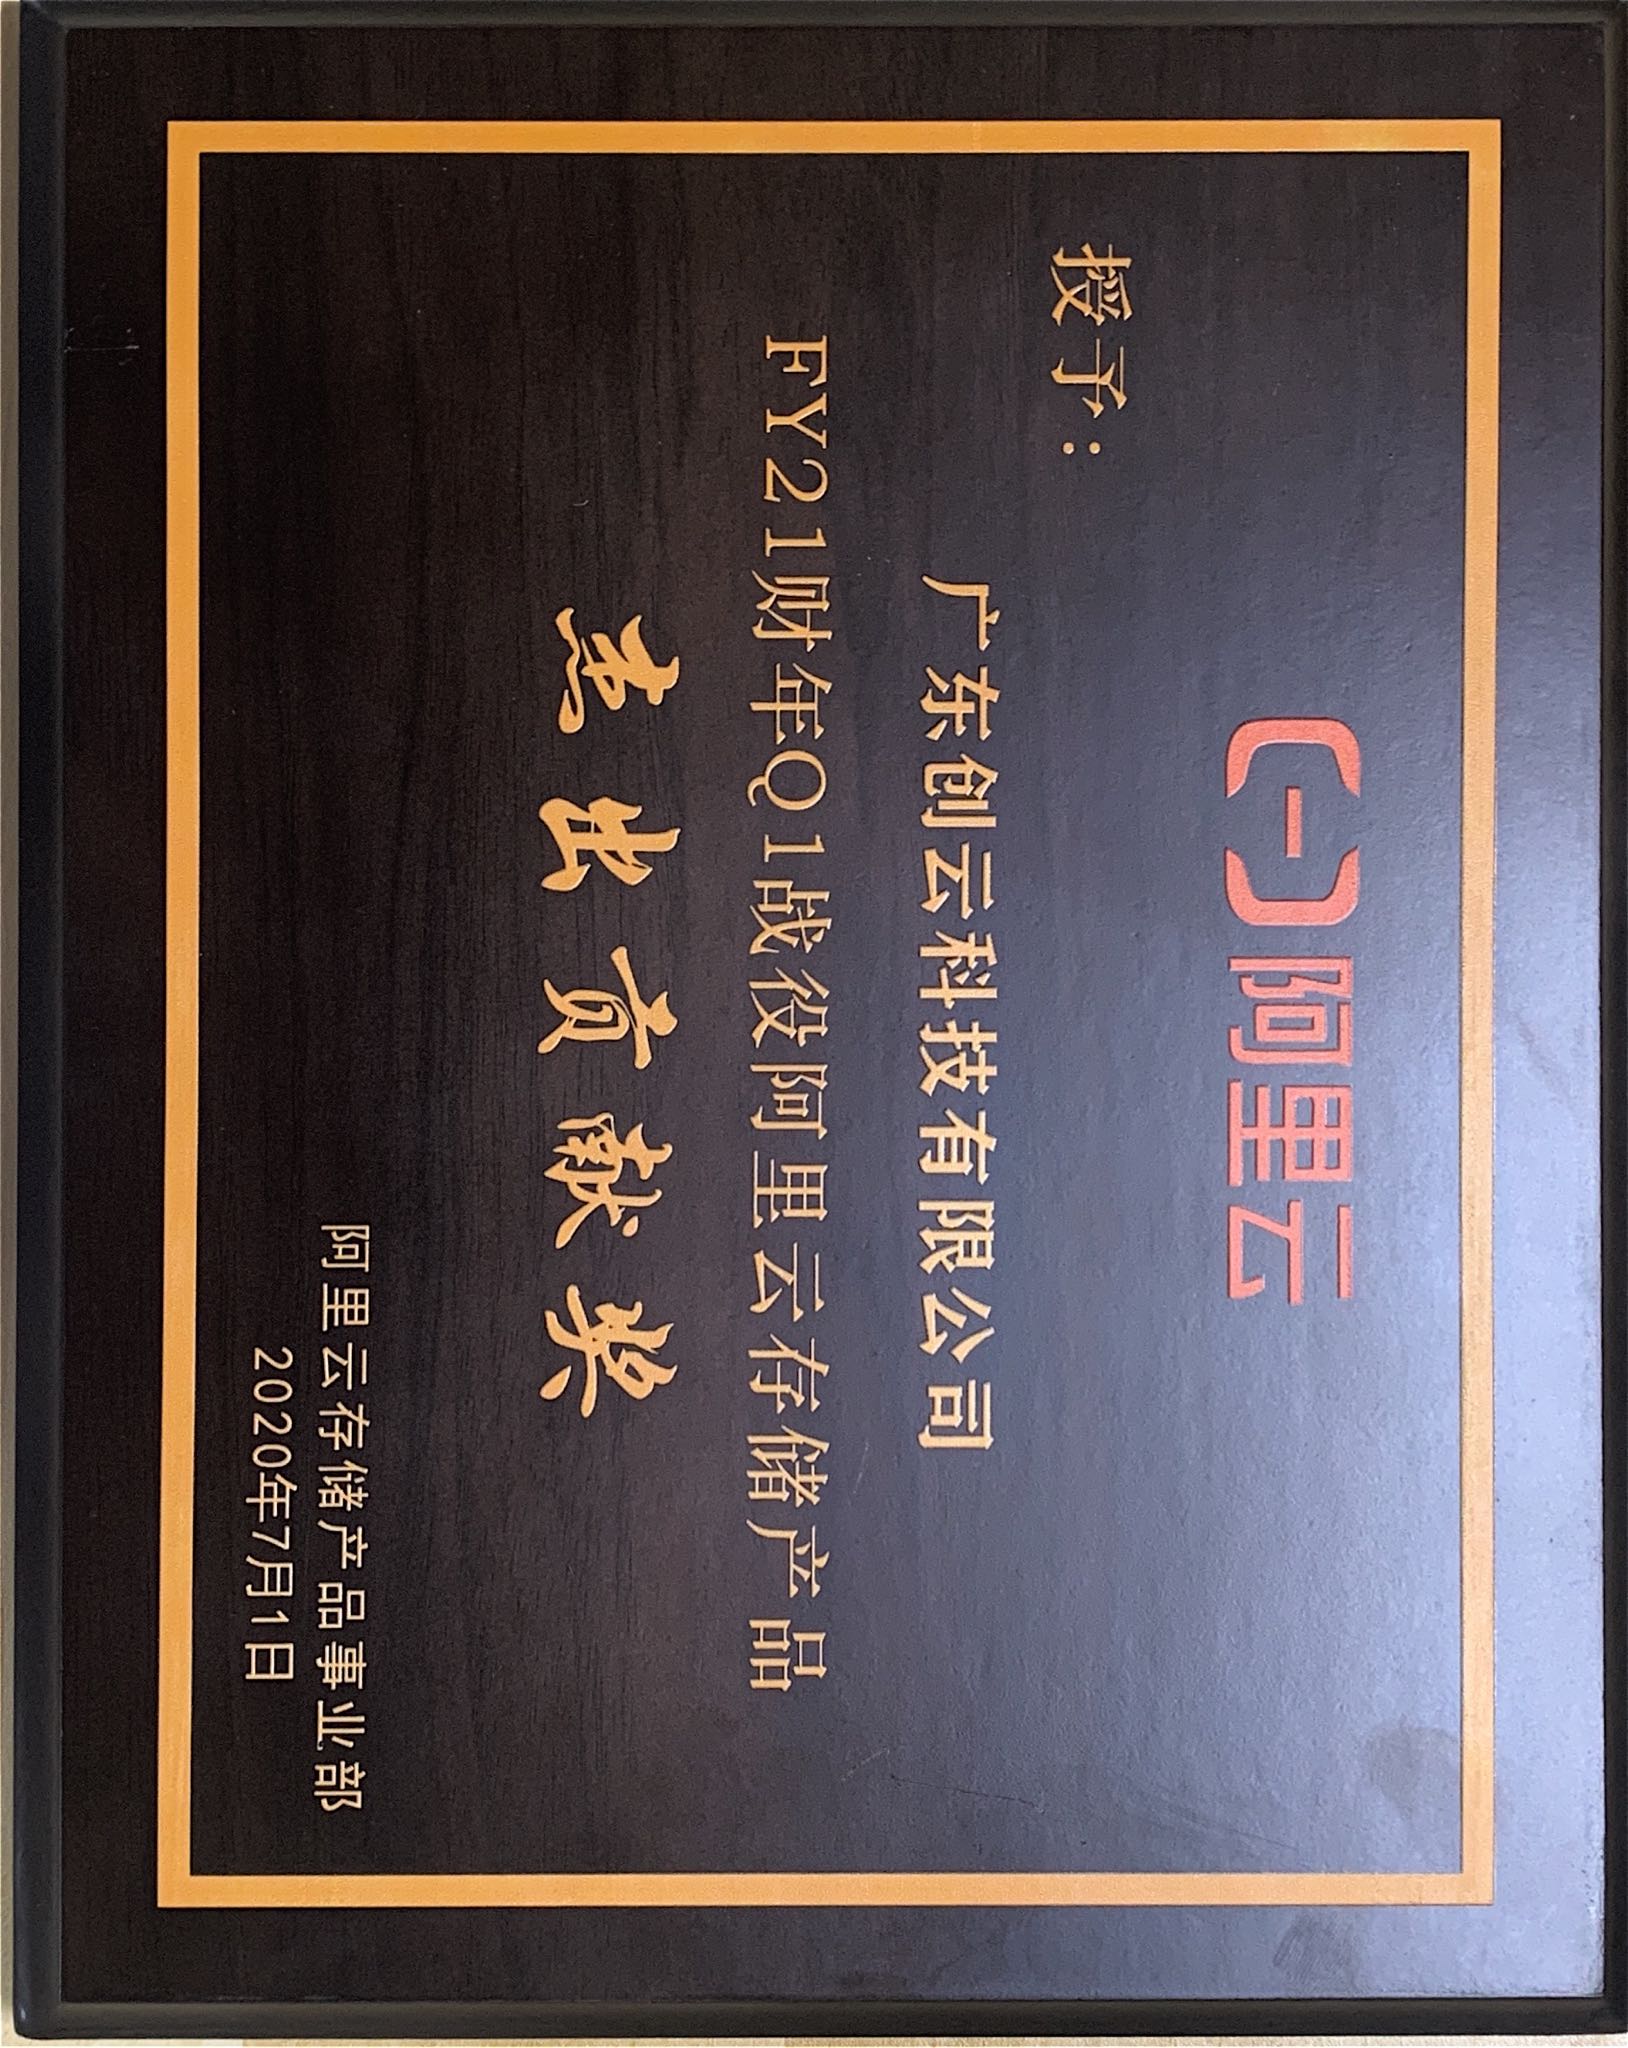 阿里云
授予：
广东创云科技有限公司
FY21财年Q1战役阿里云存储产品
杰出贡献奖
阿里云存储产品事业部
2020年7月1日